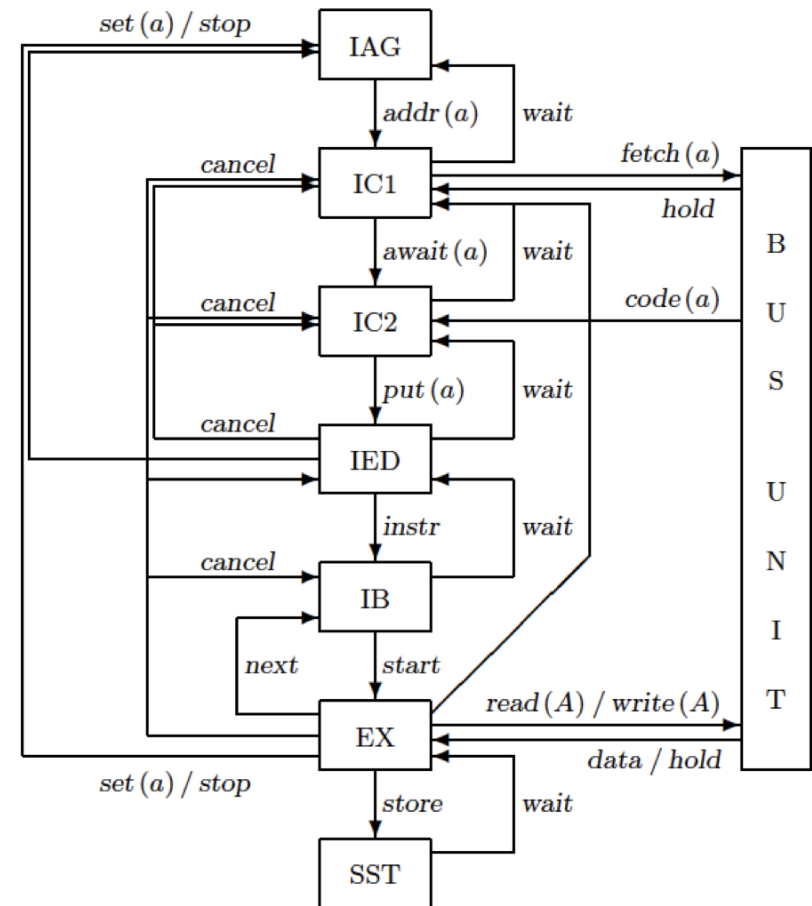 set (a) / stop
IAG
addr (a)
wait
cancel
fetch (a)
IC1
hold
await (a)
wait
cancel
code (a)
IC2
put (a)
wait
cancel
IED
instr
wait
cancel
IB
next
start
read (A) / write (A)
EX
data / hold
set (a) / stop
store
wait
SST
B
U
S
U
N
I
T